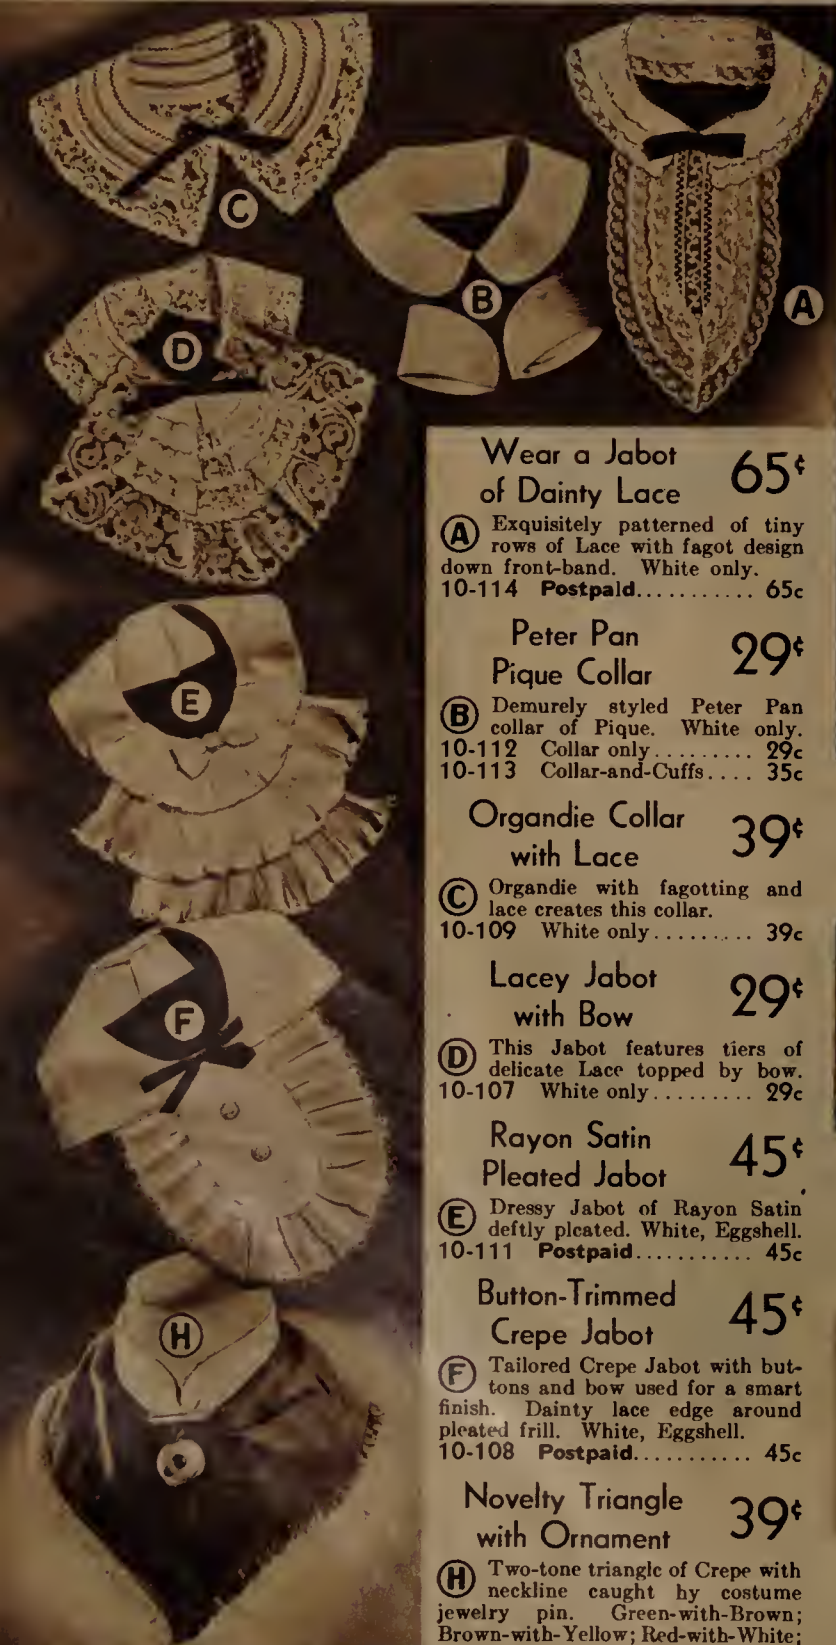 C
B
A
D
E
F
H
Wear a Jabot
of Dainty Lace 65¢
A Exquisitely patterned of tiny
rows of Lace with fagot design
down front-band. White only.
10-114 Postpaid........... 65c
Peter Pan
Pique Collar 29¢
B Demurely styled Peter Pan
collar of Pique. White only.
10-112 Collar only......... 29c
10-113 Collar-and-Cuffs.... 35c
Organdie Collar
with Lace 39¢
C Organdie with fagotting and
lace creates this collar.
10-109 White only......... 39c
Lacey Jabot
with Bow 29¢
D This Jabot features tiers of
delicate Lace topped by bow.
10-107 White only......... 29c
Rayon Satin
Pleated Jabot 45¢
E Dressy Jabot of Rayon Satin
deftly pleated. White, Eggshell.
10-111 Postpaid........... 45c
Button-Trimmed
Crepe Jabot 45¢
F Tailored Crepe Jabot with but-
tons and bow used for a smart
finish. Dainty lace edge around
pleated frill. White, Eggshell.
10-108 Postpaid........... 45c
Novelty Triangle
with Ornament 39¢
H Two-tone triangle of Crepe with
neckline caught by costume
jewelry pin. Green-with-Brown;
Brown-with-Yellow; Red-with-White;